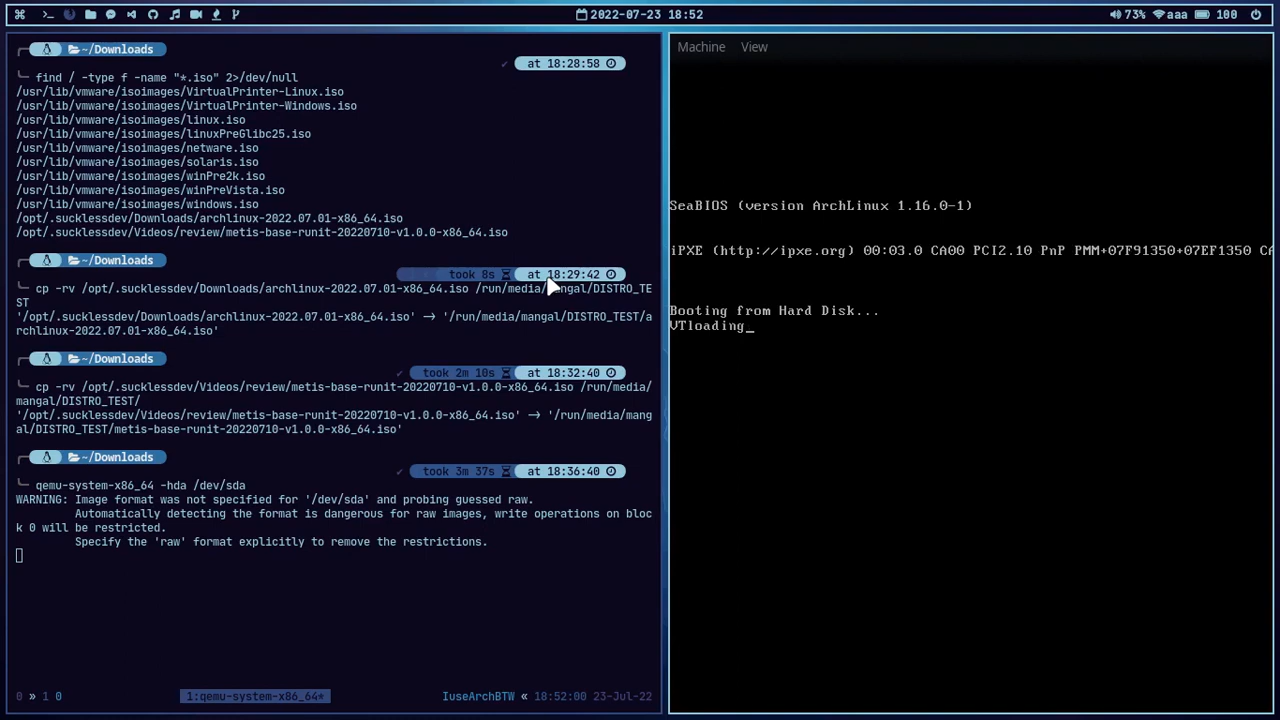 2022-07-23 18:52
73% aaa 100
~/Downloads
at 18:28:58
find / -type f -name "*.iso" 2>/dev/null
/usr/lib/vmware/isoimages/VirtualPrinter-Linux.iso
/usr/lib/vmware/isoimages/VirtualPrinter-Windows.iso
/usr/lib/vmware/isoimages/linux.iso
/usr/lib/vmware/isoimages/linuxPreGlibc25.iso
/usr/lib/vmware/isoimages/netware.iso
/usr/lib/vmware/isoimages/solaris.iso
/usr/lib/vmware/isoimages/winPre2k.iso
/usr/lib/vmware/isoimages/winPreVista.iso
/usr/lib/vmware/isoimages/windows.iso
/opt/.sucklessdev/Downloads/archlinux-2022.07.01-x86_64.iso
/opt/.sucklessdev/Videos/review/metis-base-runit-20220710-v1.0.0-x86_64.iso
~/Downloads
took 8s at 18:29:42
cp -rv /opt/.sucklessdev/Downloads/archlinux-2022.07.01-x86_64.iso /run/media/mangal/DISTRO_TE
ST
'/opt/.sucklessdev/Downloads/archlinux-2022.07.01-x86_64.iso' -> '/run/media/mangal/DISTRO_TEST/a
rchlinux-2022.07.01-x86_64.iso'
~/Downloads
took 2m 10s at 18:32:40
cp -rv /opt/.sucklessdev/Videos/review/metis-base-runit-20220710-v1.0.0-x86_64.iso /run/media/
mangal/DISTRO_TEST/
'/opt/.sucklessdev/Videos/review/metis-base-runit-20220710-v1.0.0-x86_64.iso' -> '/run/media/mang
al/DISTRO_TEST/metis-base-runit-20220710-v1.0.0-x86_64.iso'
~/Downloads
took 3m 37s at 18:36:40
qemu-system-x86_64 -hda /dev/sda
WARNING: Image format was not specified for '/dev/sda' and probing guessed raw.
Automatically detecting the format is dangerous for raw images, write operations on bloc
k 0 will be restricted.
Specify the 'raw' format explicitly to remove the restrictions.
0 » 1 0 1:qemu-system-x86_64* IuseArchBTW « 18:52:00 23-Jul-22
Machine View
SeaBIOS (version ArchLinux 1.16.0-1)
iPXE (http://ipxe.org) 00:03.0 CA00 PCI2.10 PnP PMM+07F91350+07EF1350 CA
Booting from Hard Disk...
VTloading_